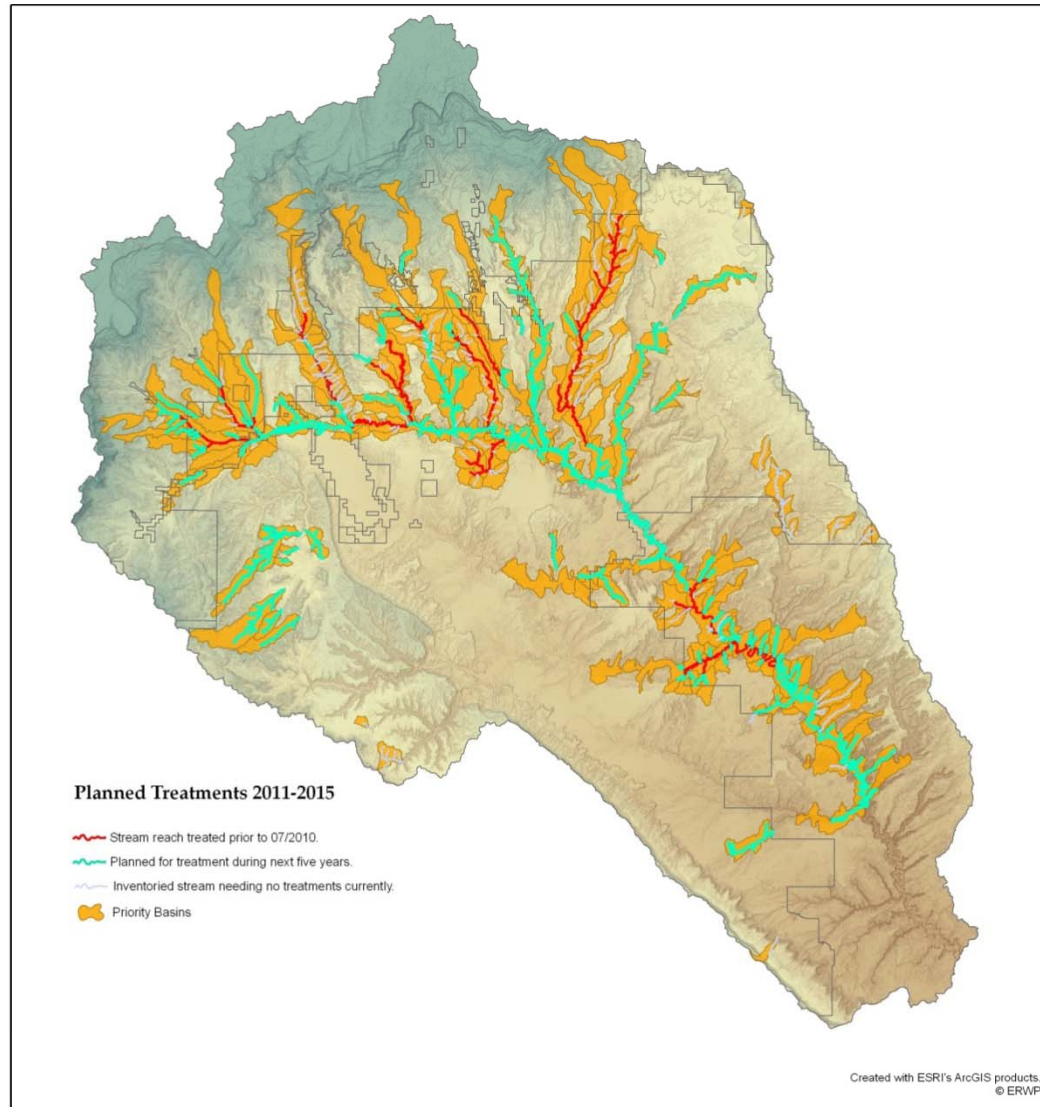 Planned Treatments 2011-2015
Stream reach treated prior to 07/2010.
Planned for treatment during next five years.
Inventoried stream needing no treatments currently.
Priority Basins
Created with ESRI's ArcGIS products.
© ERWP